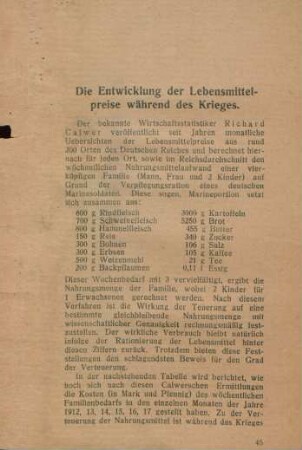 Die Entwicklung der Lebensmittel-
preise während des Krieges.
Der bekannte Wirtschaftsstatistiker Richard
Calwer veröffentlicht seit Jahren monatliche
Uebersichten der Lebensmittelpreise aus rund
200 Orten des Deutschen Reiches und berechnet hier-
nach für jeden Ort, sowie im Reichsdurchschnitt den
wöchentlichen Nahrungsmittelaufwand einer vier-
köpfigen Familie (Mann, Frau und 2 Kinder) auf
Grund der Verpflegungsration eines deutschen
Marinesoldaten. Diese sogen. Marineportion setzt
sich zusammen aus:
800 g Rindfleisch
750 g Schweinefleisch
800 g Hammelfleisch
150 g Reis
300 g Bohnen
300 g Erbsen
500 g Weizenmehl
200 g Backpflaumen
3000 g Kartoffeln
5250 g Brot
455 g Butter
340 g Zucker
106 g Salz
105 g Kaffee
21 g Tee
0,12 l Essig
Dieser Wochenbedarf mit 3 vervielfältigt, ergibt die
Nahrungsmenge der Familie, wobei 2 Kinder für
1 Erwachsenen gerechnet werden. Nach diesem
Verfahren ist die Wirkung der Teuerung auf eine
bestimmte gleichbleibende Nahrungsmenge mit
wissenschaftlicher Genauigkeit rechnungsmäßig fest-
zustellen. Der wirkliche Verbrauch bleibt natürlich
infolge der Rationierung der Lebensmittel hinter
diesen Ziffern zurück. Trotzdem bieten diese Fest-
stellungen den schlagendsten Beweis für den Grad
der Verteuerung.
In der nachstehenden Tabelle wird berichtet, wie
hoch sich nach diesen Calwerschen Ermittlungen
die Kosten (in Mark und Pfennig) des wöchentlichen
Familienbedarfs in den einzelnen Monaten der Jahre
1912, 13, 14, 15, 16, 17 gestellt haben. Zu der Ver-
teuerung der Nahrungsmittel ist während des Krieges
45